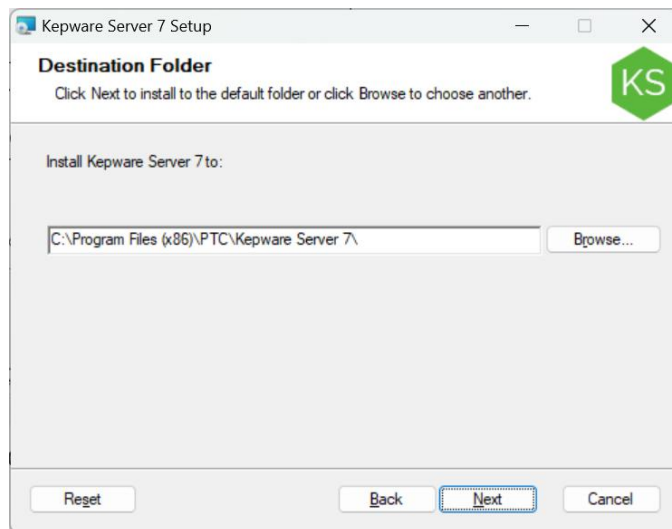 Kepware Server 7 Setup
Destination Folder
Click Next to install to the default folder or click Browse to choose another.
KS
Install Kepware Server 7 to:
C:\Program Files (x86)\PTC\Kepware Server 7\
Browse...
Reset
Back
Next
Cancel